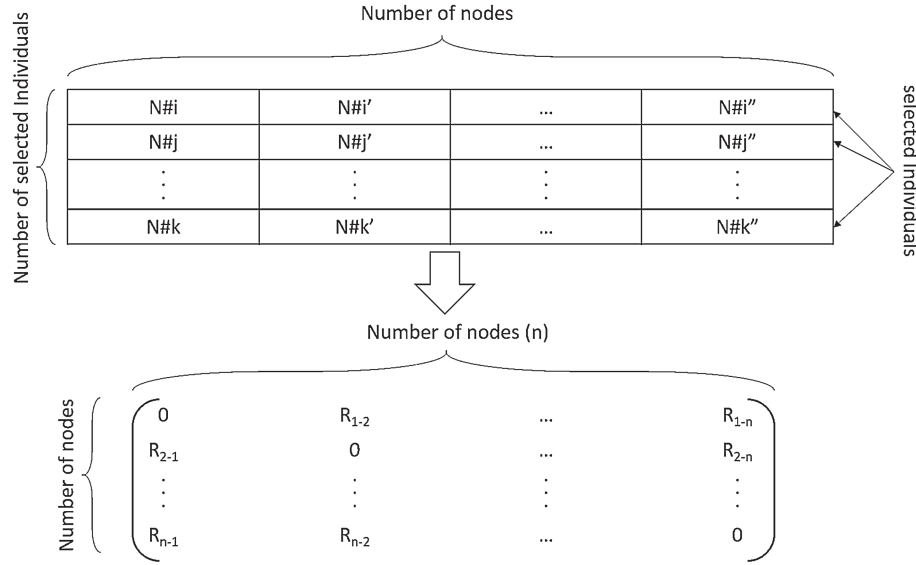 Number of nodes
Number of selected Individuals
N#i N#i’ ... N#i”
N#j N#j’ ... N#j”
⋮ ⋮ ⋮ ⋮
N#k N#k’ ... N#k”
selected Individuals
Number of nodes (n)
Number of nodes
0 R1-2 ... R1-n
R2-1 0 ... R2-n
⋮ ⋮ ⋮ ⋮
Rn-1 Rn-2 ... 0